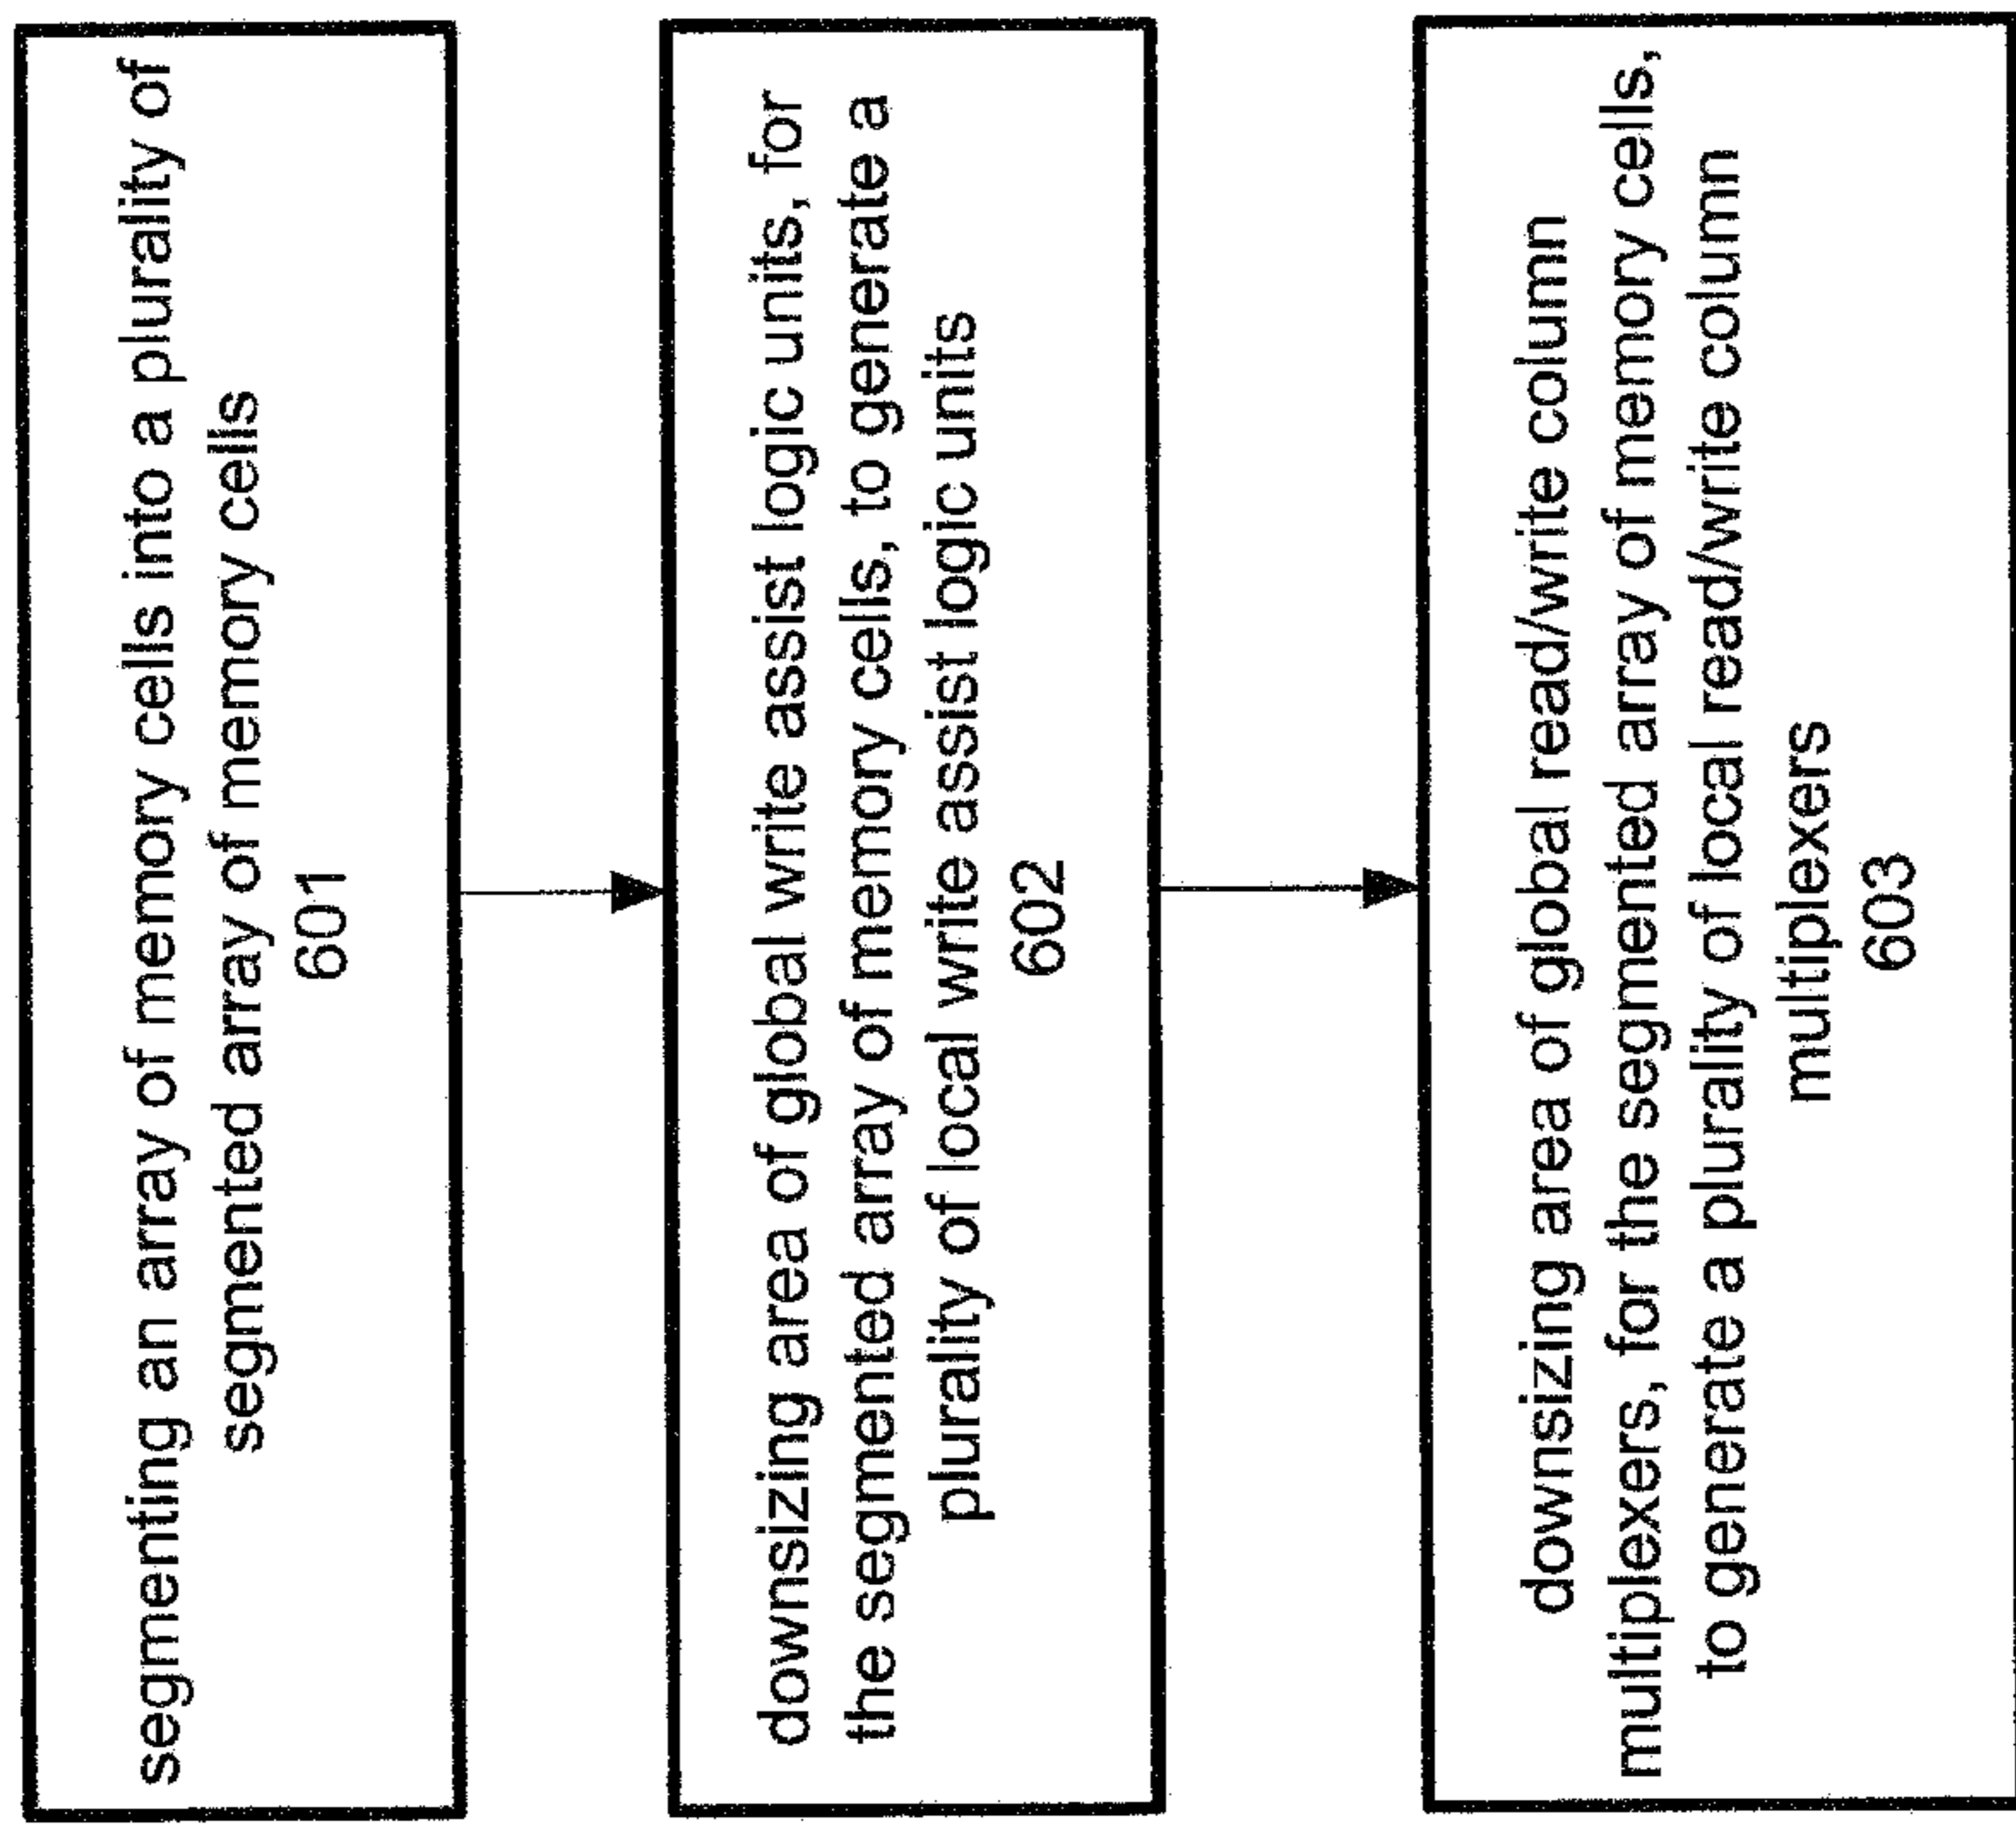 segmenting an array of memory cells into a plurality of
segmented array of memory cells
601
downsizing area of global write assist logic units, for
the segmented array of memory cells, to generate a
plurality of local write assist logic units
602
downsizing area of global read/write column
multiplexers, for the segmented array of memory cells,
to generate a plurality of local read/write column
multiplexers
603